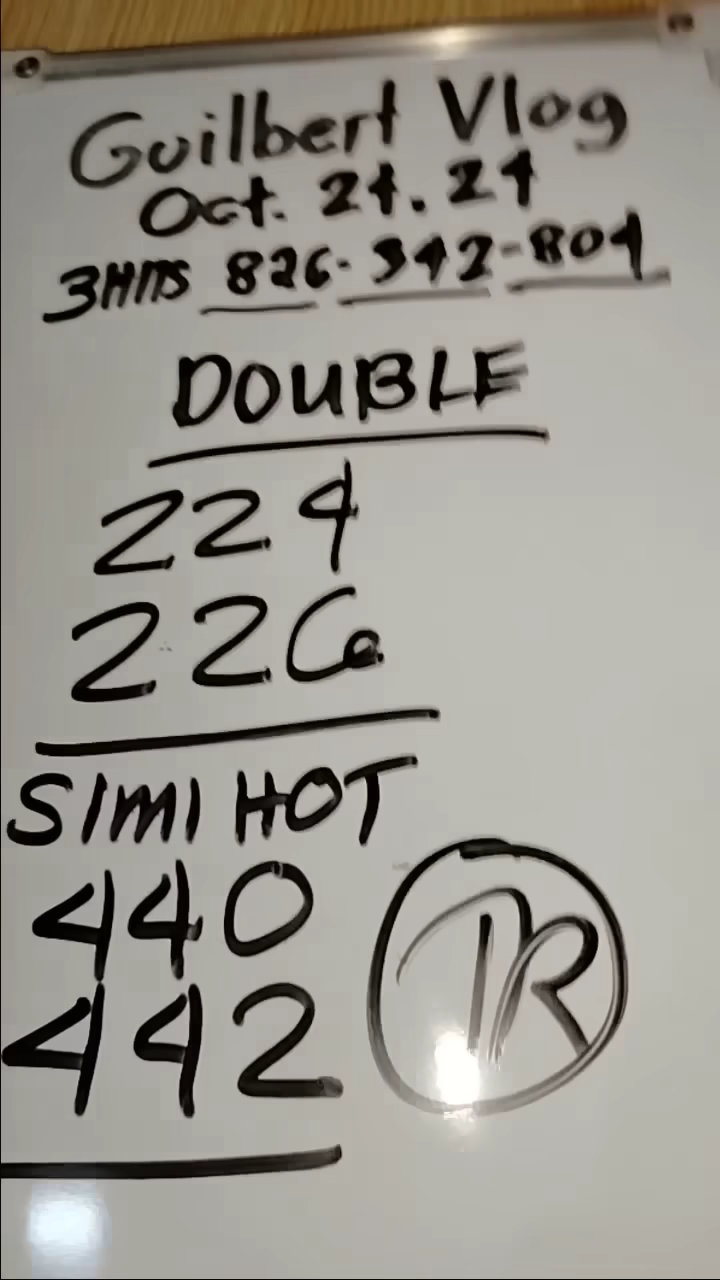 Guilbert Vlog
Oct. 24. 24
3HITS 826- 342-804
DOUBLE
224
226
SIMI HOT
440
442
R